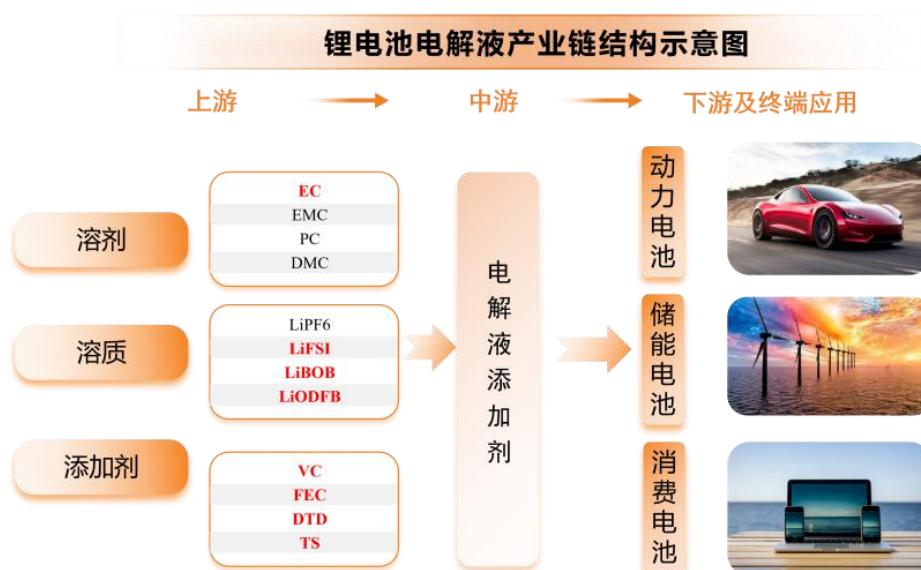 锂电池电解液产业链结构示意图
上游
中游
下游及终端应用
溶剂
EC
EMC
PC
DMC
溶质
LiPF6
LiFSI
LiBOB
LiODFB
添加剂
VC
FEC
DTD
TS
电解液添加剂
动力电池
储能电池
消费电池